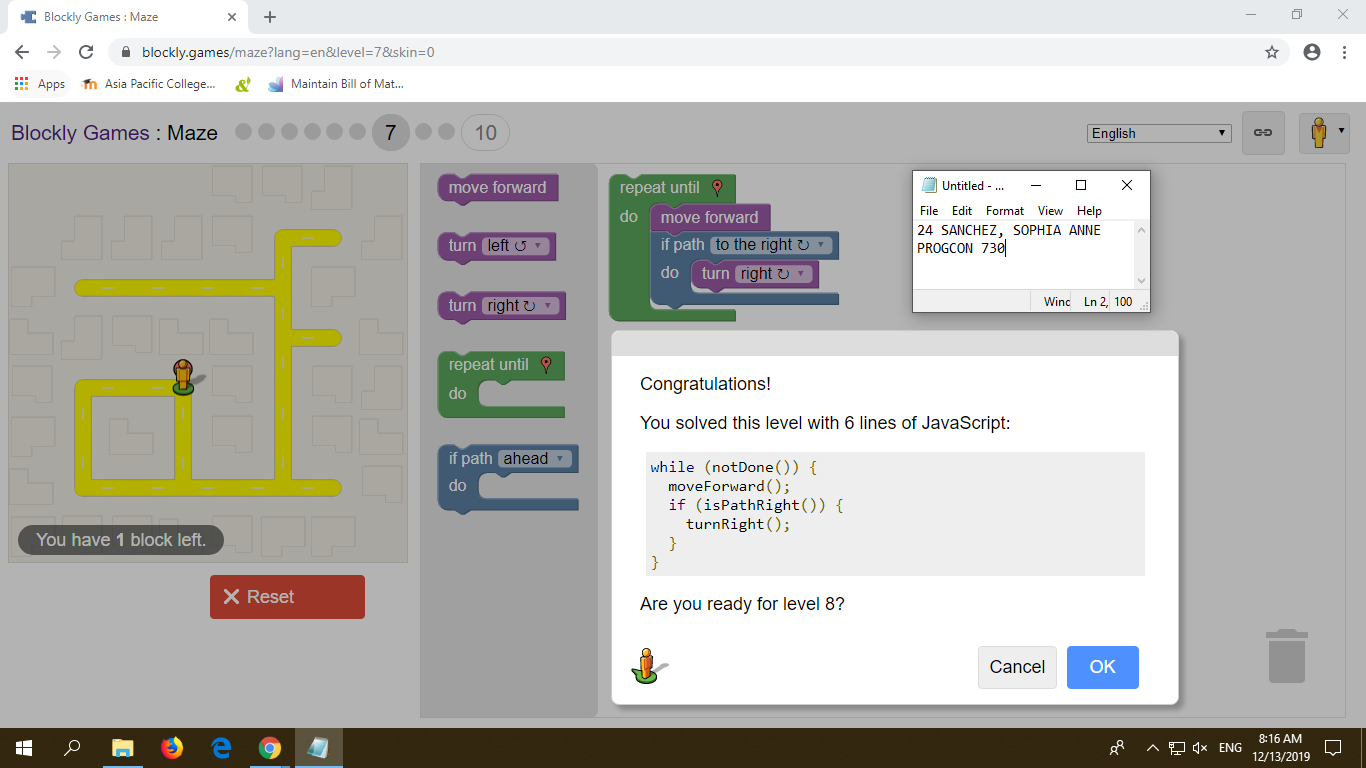 Blockly Games : Maze
blockly.games/maze?lang=en&level=7&skin=0
Apps
Asia Pacific College...
Maintain Bill of Mat...
Blockly Games : Maze
7
10
English
move forward
turn left ↺ ▼
turn right ↻ ▼
repeat until
do
if path ahead ▼
do
repeat until
do
move forward
if path to the right ↻ ▼
do
turn right ↻ ▼
Untitled - ...
File Edit Format View Help
24 SANCHEZ, SOPHIA ANNE
PROGCON 730
Winc Ln 2, 100
You have 1 block left.
Reset
Congratulations!
You solved this level with 6 lines of JavaScript:
while (notDone()) {
  moveForward();
  if (isPathRight()) {
    turnRight();
  }
}
Are you ready for level 8?
Cancel
OK
ENG
8:16 AM
12/13/2019